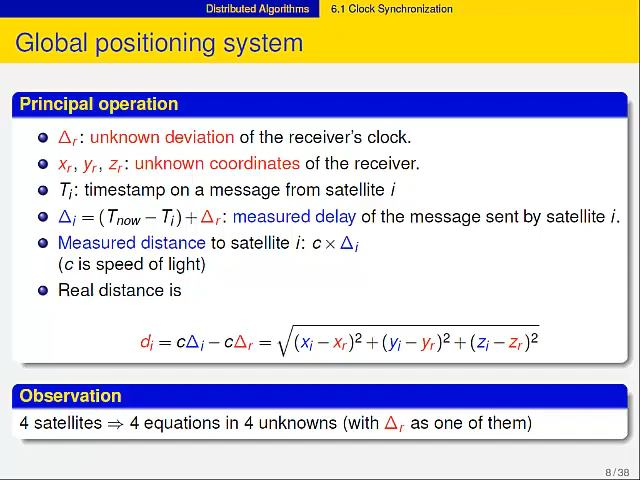 Distributed Algorithms 6.1 Clock Synchronization
Global positioning system
Principal operation
Δr: unknown deviation of the receiver's clock.
xr, yr, zr: unknown coordinates of the receiver.
Ti: timestamp on a message from satellite i
Δi = (Tnow − Ti) + Δr: measured delay of the message sent by satellite i.
Measured distance to satellite i: c × Δi
(c is speed of light)
Real distance is
di = cΔi − cΔr = √(xi − xr)² + (yi − yr)² + (zi − zr)²
Observation
4 satellites ⇒ 4 equations in 4 unknowns (with Δr as one of them)
8 / 38